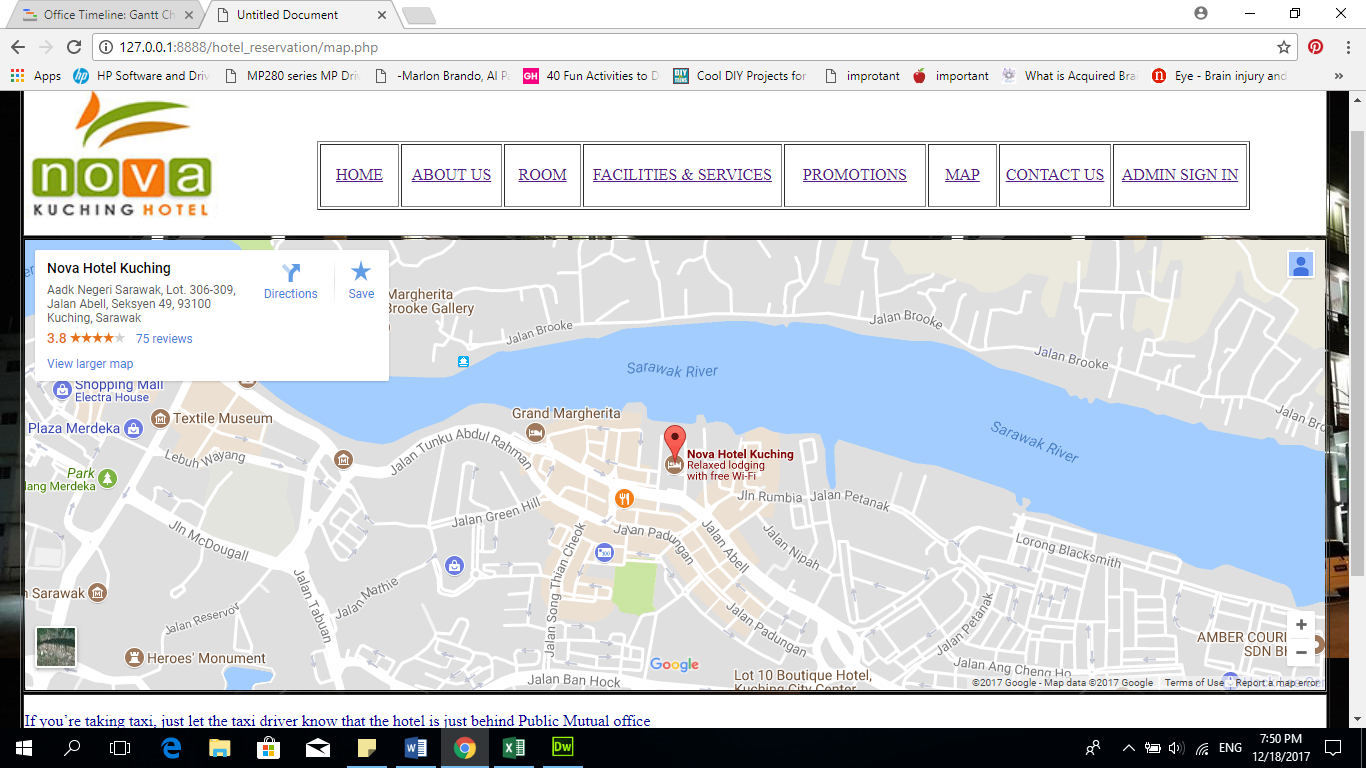 Office Timeline: Gantt Ch
Untitled Document
127.0.0.1:8888/hotel_reservation/map.php
Apps
HP Software and Driv
MP280 series MP Driv
-Marlon Brando, Al Pa
40 Fun Activities to D
Cool DIY Projects for
improtant
important
What is Acquired Brai
Eye - Brain injury and
»
nova
KUCHING HOTEL
HOME
ABOUT US
ROOM
FACILITIES & SERVICES
PROMOTIONS
MAP
CONTACT US
ADMIN SIGN IN
Nova Hotel Kuching
Aadk Negeri Sarawak, Lot. 306-309,
Jalan Abell, Seksyen 49, 93100
Kuching, Sarawak
3.8
75 reviews
View larger map
Directions
Save
Margherita
Brooke Gallery
Jalan Brooke
Jalan Brooke
Jalan Brooke
Jalan Bro
Sarawak River
Sarawak River
Shopping Mall
Electra House
Plaza Merdeka
Textile Museum
Lebuh Wayang
Park
ang Merdeka
Jln McDougall
Jalan Tunku Abdul Rahman
Grand Margherita
Nova Hotel Kuching
Relaxed lodging
with free Wi-Fi
Jln Rumbia
Jalan Petanak
Jalan Green Hill
Jalan Padungan
Jalan Abell
Jalan Nipah
Lorong Blacksmith
Jalan Song Thian Cheok
Jalan Mathie
Jalan Tabuan
Jalan Reservoir
n Sarawak
Heroes' Monument
Jalan Padungan
Jalan Petanak
Jalan Ang Cheng Ho
AMBER COURT
SDN BH
Jalan Ban Hock
Google
Lot 10 Boutique Hotel,
Kuching City Center
©2017 Google - Map data ©2017 Google
Terms of Use
Report a map error
If you’re taking taxi, just let the taxi driver know that the hotel is just behind Public Mutual office
ENG
7:50 PM
12/18/2017
Dw